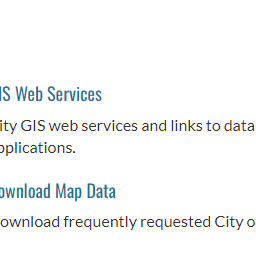 IS Web Services
ity GIS web services and links to data
pplications.
ownload Map Data
ownload frequently requested City o